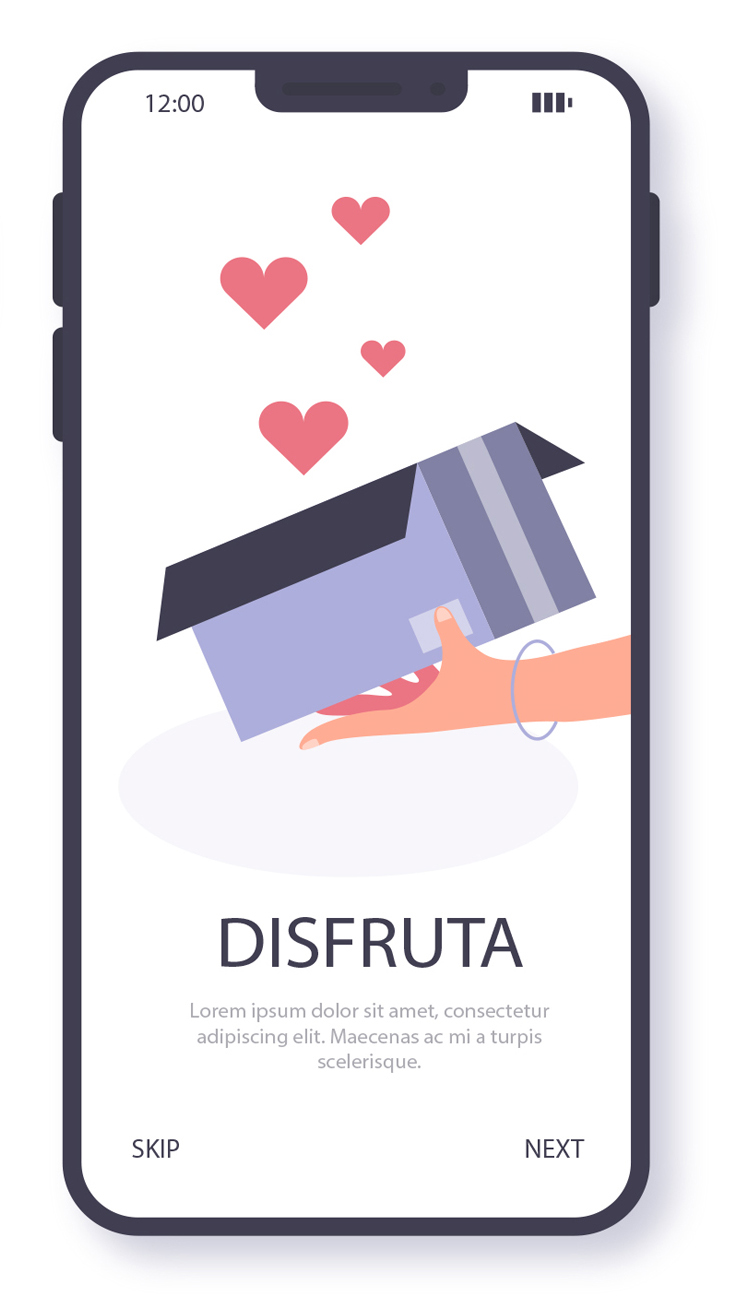 12:00
DISFRUTA
Lorem ipsum dolor sit amet, consectetur
adipiscing elit. Maecenas ac mi a turpis
scelerisque.
SKIP
NEXT